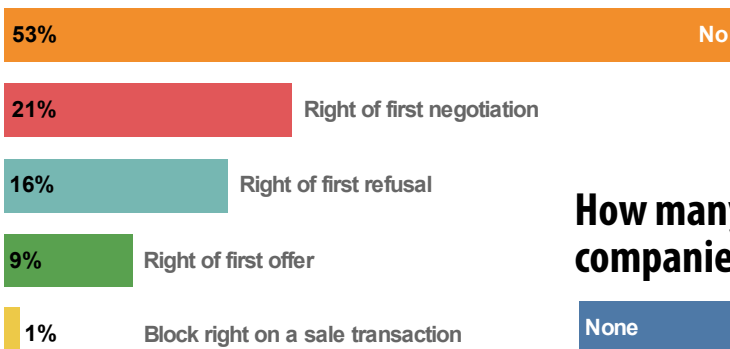 53% No
21% Right of first negotiation
16% Right of first refusal
9% Right of first offer
1% Block right on a sale transaction
How many
companie
None